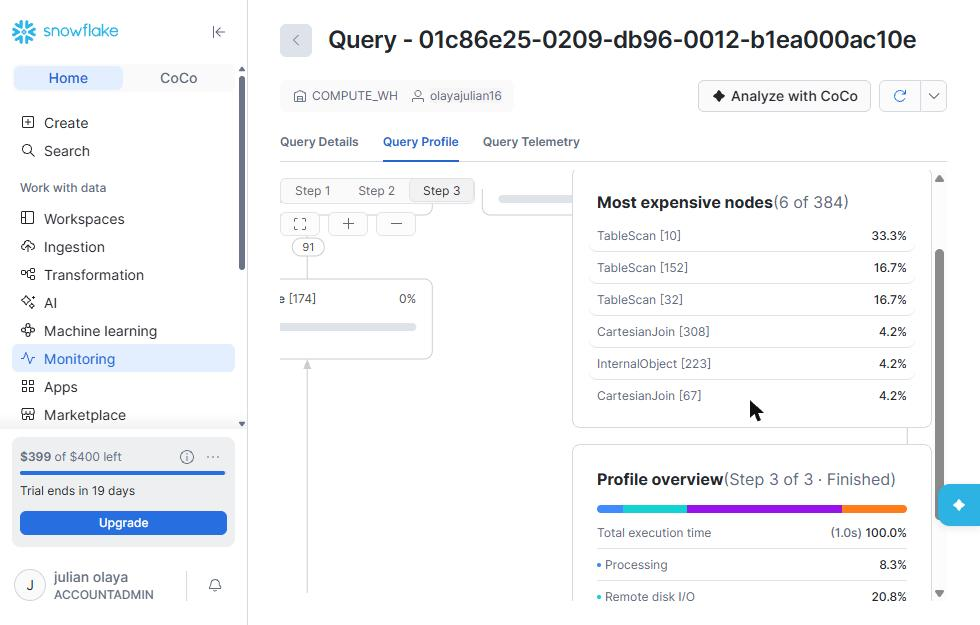 snowflake
Home CoCo
Create
Search
Work with data
Workspaces
Ingestion
Transformation
AI
Machine learning
Monitoring
Apps
Marketplace
$399 of $400 left
Trial ends in 19 days
Upgrade
J
julian olaya
ACCOUNTADMIN
Query - 01c86e25-0209-db96-0012-b1ea000ac10e
COMPUTE_WH olayajulian16
Analyze with CoCo
Query Details Query Profile Query Telemetry
Step 1 Step 2 Step 3
91
e [174] 0%
Most expensive nodes(6 of 384)
TableScan [10] 33.3%
TableScan [152] 16.7%
TableScan [32] 16.7%
CartesianJoin [308] 4.2%
InternalObject [223] 4.2%
CartesianJoin [67] 4.2%
Profile overview(Step 3 of 3 · Finished)
Total execution time (1.0s) 100.0%
Processing 8.3%
Remote disk I/O 20.8%